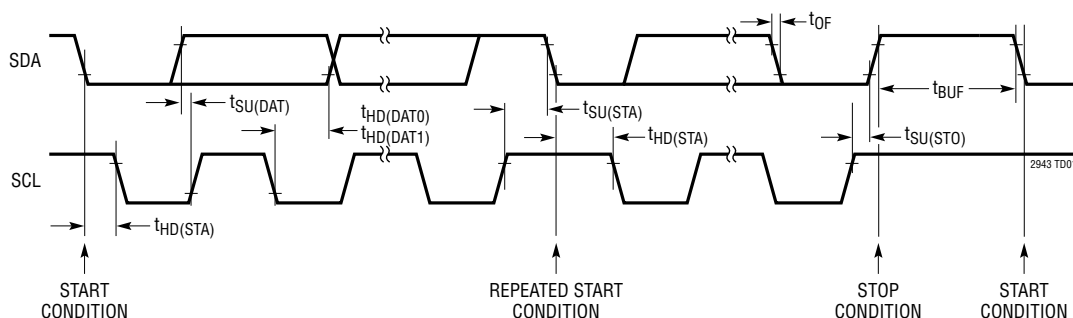 SDA
tOF
tSU(DAT)
tHD(DAT0)
tHD(DAT1)
tSU(STA)
tHD(STA)
tBUF
tSU(STO)
SCL
2943 TD01
tHD(STA)
START
CONDITION
REPEATED START
CONDITION
STOP
CONDITION
START
CONDITION